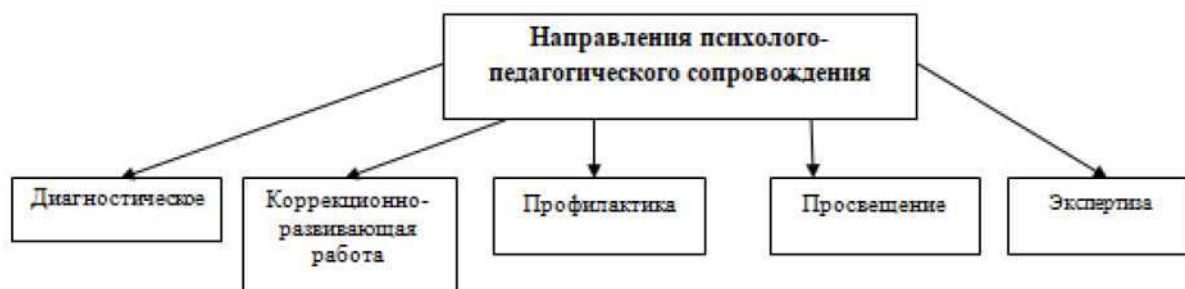 Направления психолого-
педагогического сопровождения
Диагностическое
Коррекционно-
развивающая
работа
Профилактика
Просвещение
Экспертиза